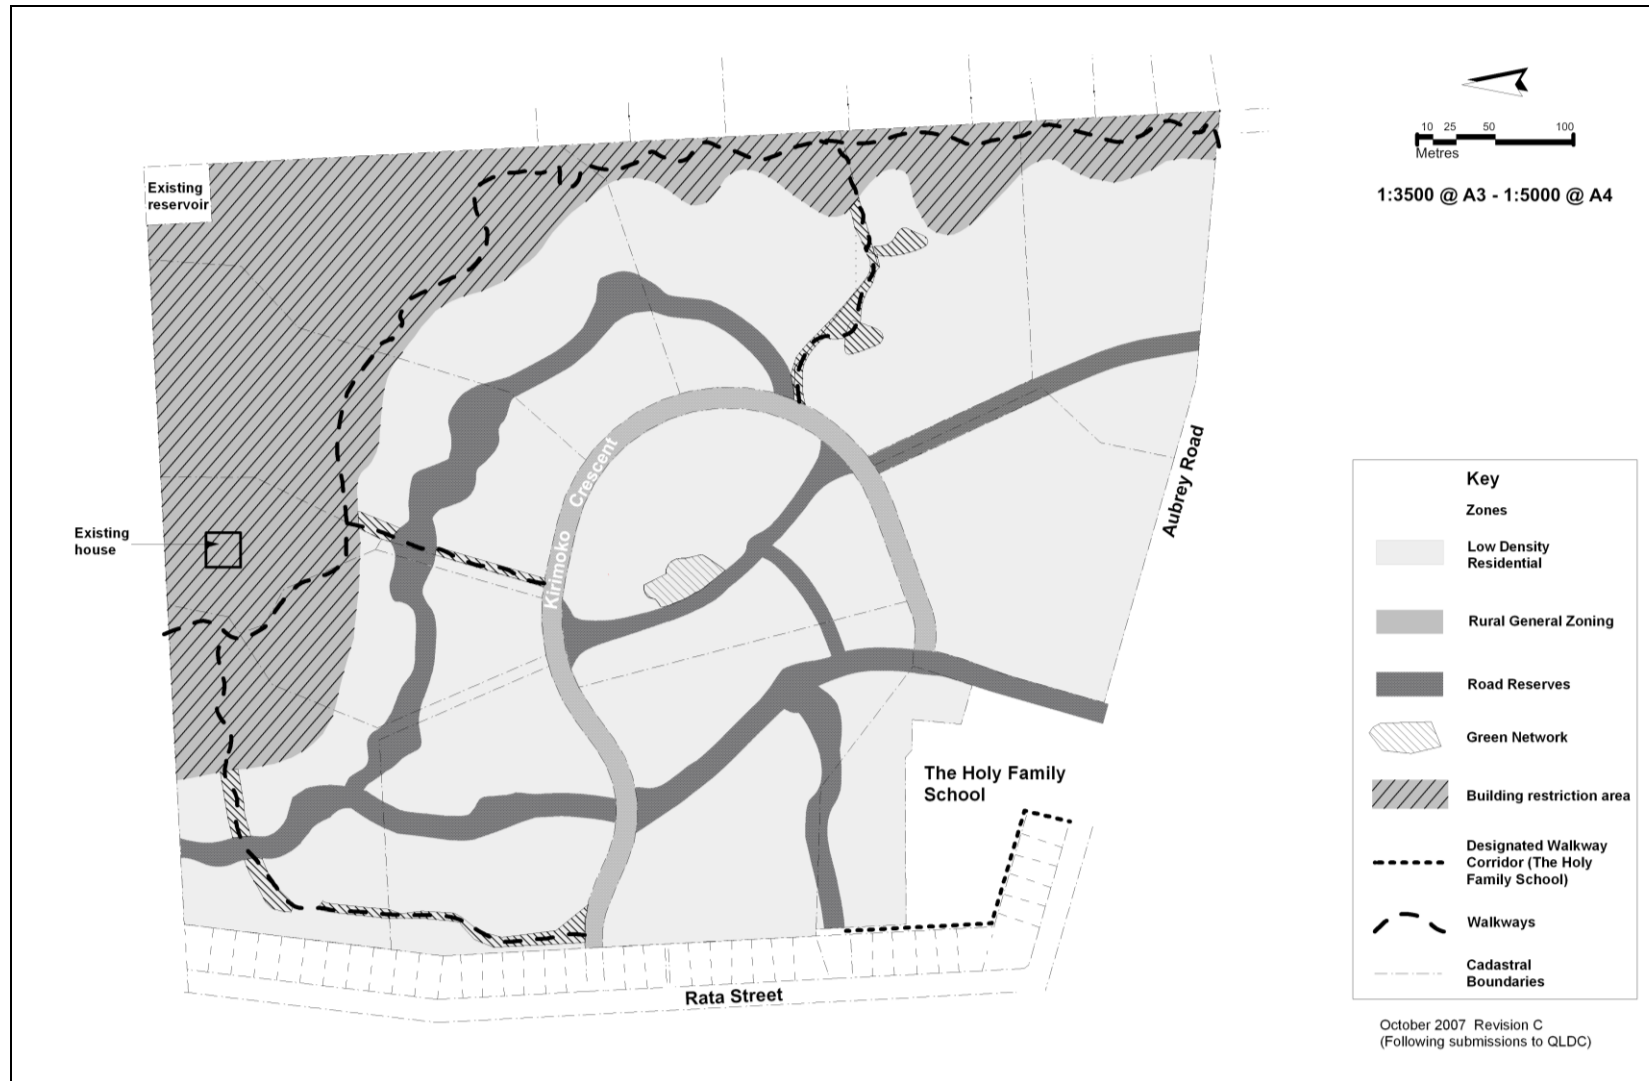 Existing
reservoir
Existing
house
Kirimoko Crescent
Aubrey Road
The Holy Family
School
Rata Street
10 25 50 100
Metres
1:3500 @ A3 - 1:5000 @ A4
Key
Zones
Low Density
Residential
Rural General Zoning
Road Reserves
Green Network
Building restriction area
Designated Walkway
Corridor (The Holy
Family School)
Walkways
Cadastral
Boundaries
October 2007 Revision C
(Following submissions to QLDC)